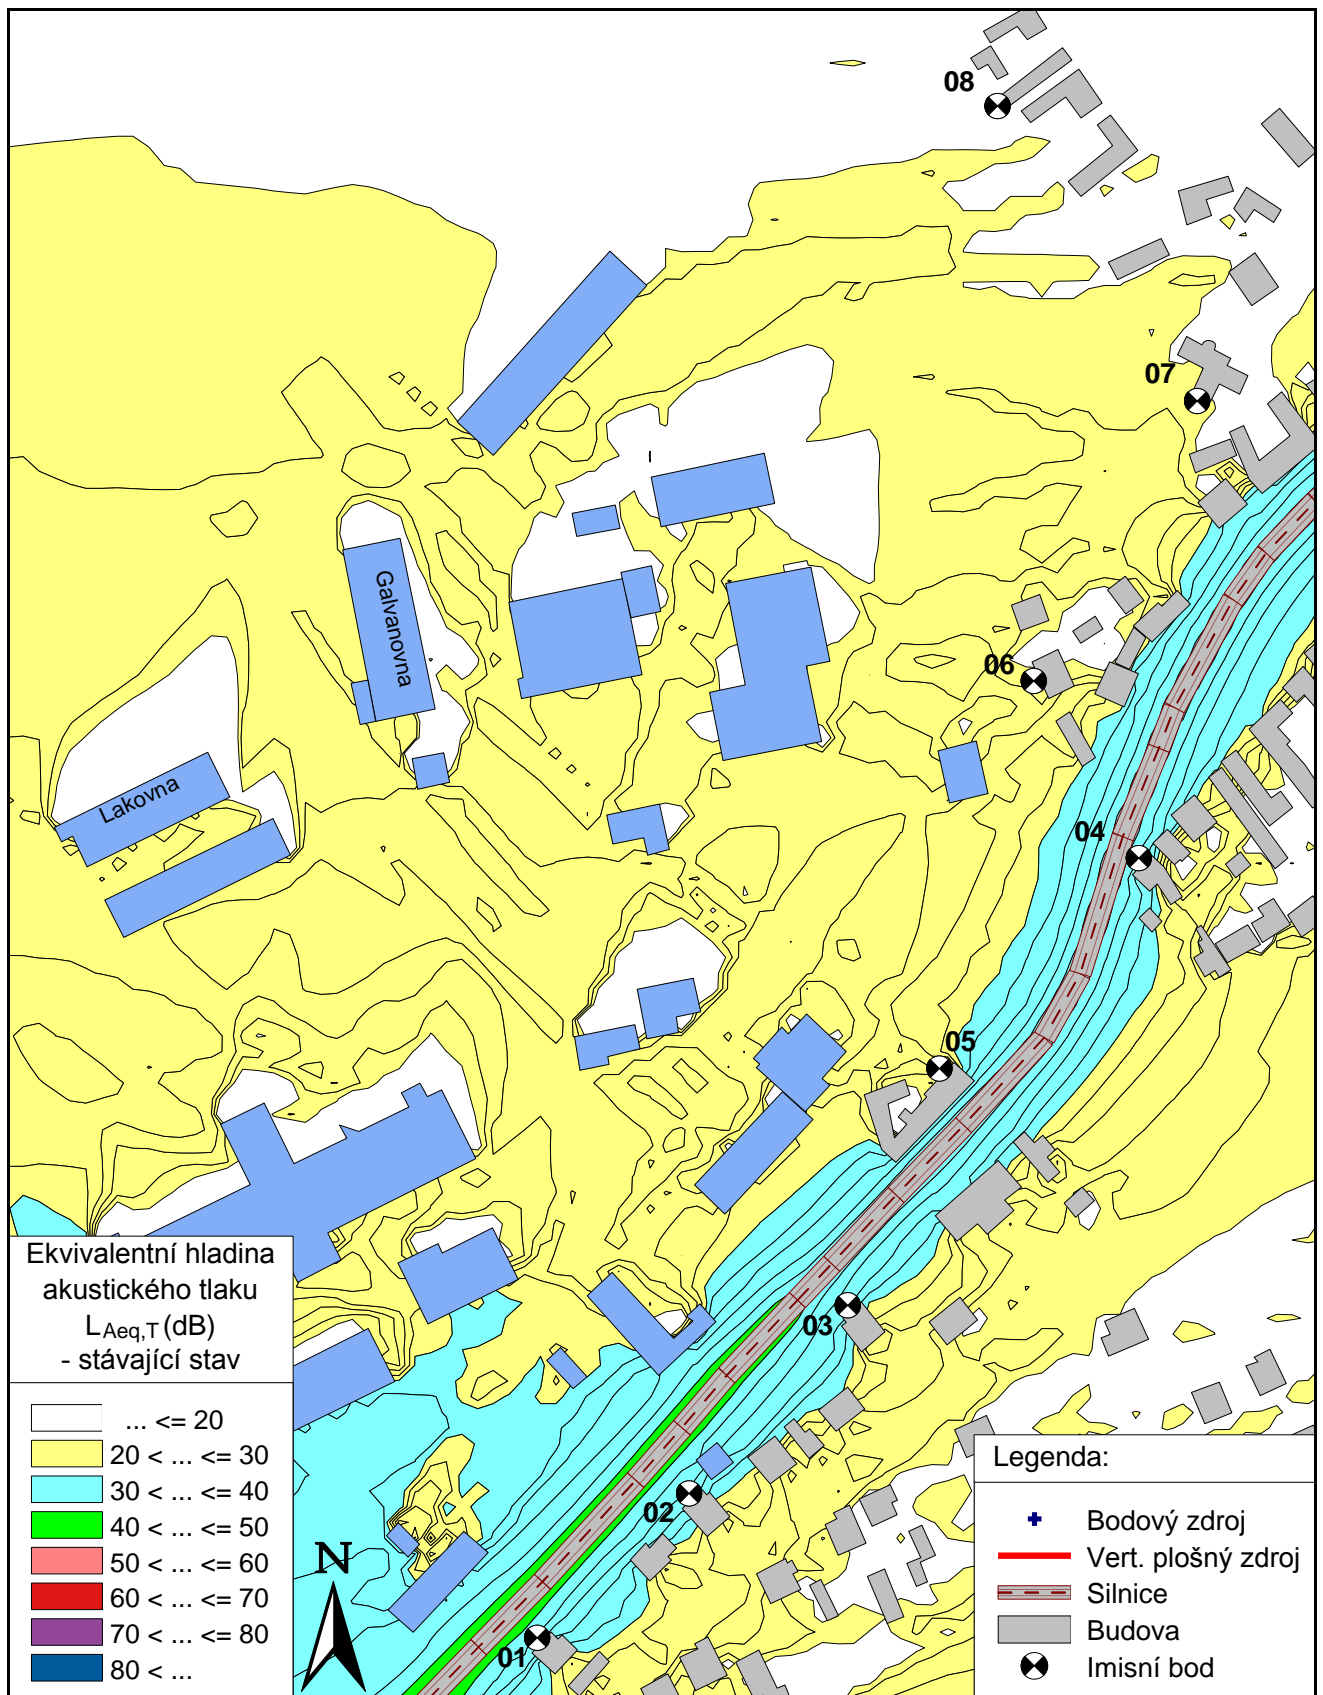 08
07
Galvanovna
06
Lakovna
04
05
Ekvivalentní hladina
akustického tlaku
LAeq,T (dB)
- stávající stav
03
... <= 20
20 < ... <= 30
30 < ... <= 40
40 < ... <= 50
50 < ... <= 60
60 < ... <= 70
70 < ... <= 80
80 < ...
02
N
01
Legenda:
Bodový zdroj
Vert. plošný zdroj
Silnice
Budova
Imisní bod